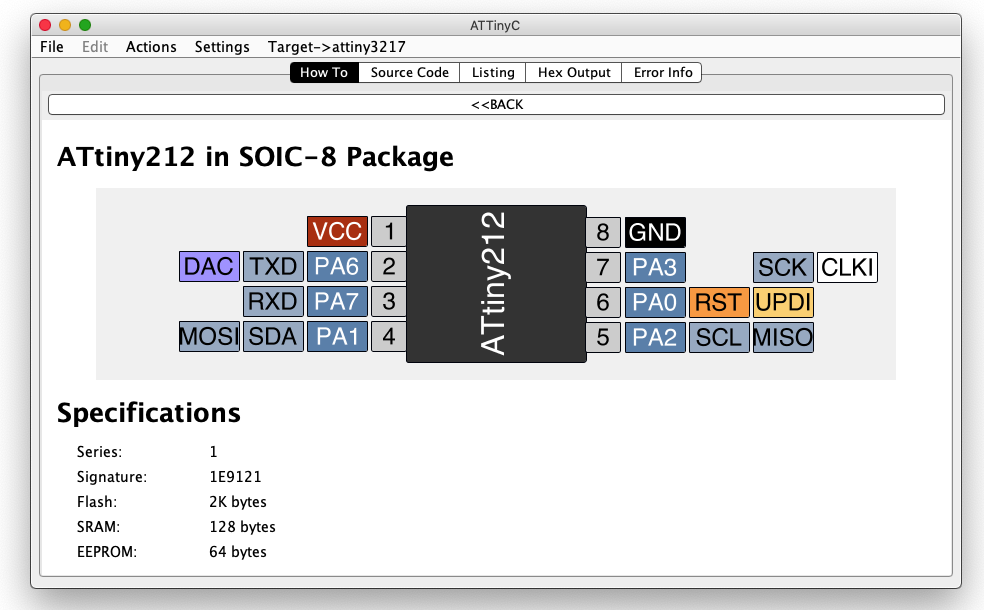 ATTinyC
File Edit Actions Settings Target->attiny3217
How To Source Code Listing Hex Output Error Info
<<BACK
ATtiny212 in SOIC-8 Package
VCC 1 8 GND
DAC TXD PA6 2 7 PA3 SCK CLKI
RXD PA7 3 6 PA0 RST UPDI
MOSI SDA PA1 4 5 PA2 SCL MISO
ATtiny212
Specifications
Series: 1
Signature: 1E9121
Flash: 2K bytes
SRAM: 128 bytes
EEPROM: 64 bytes